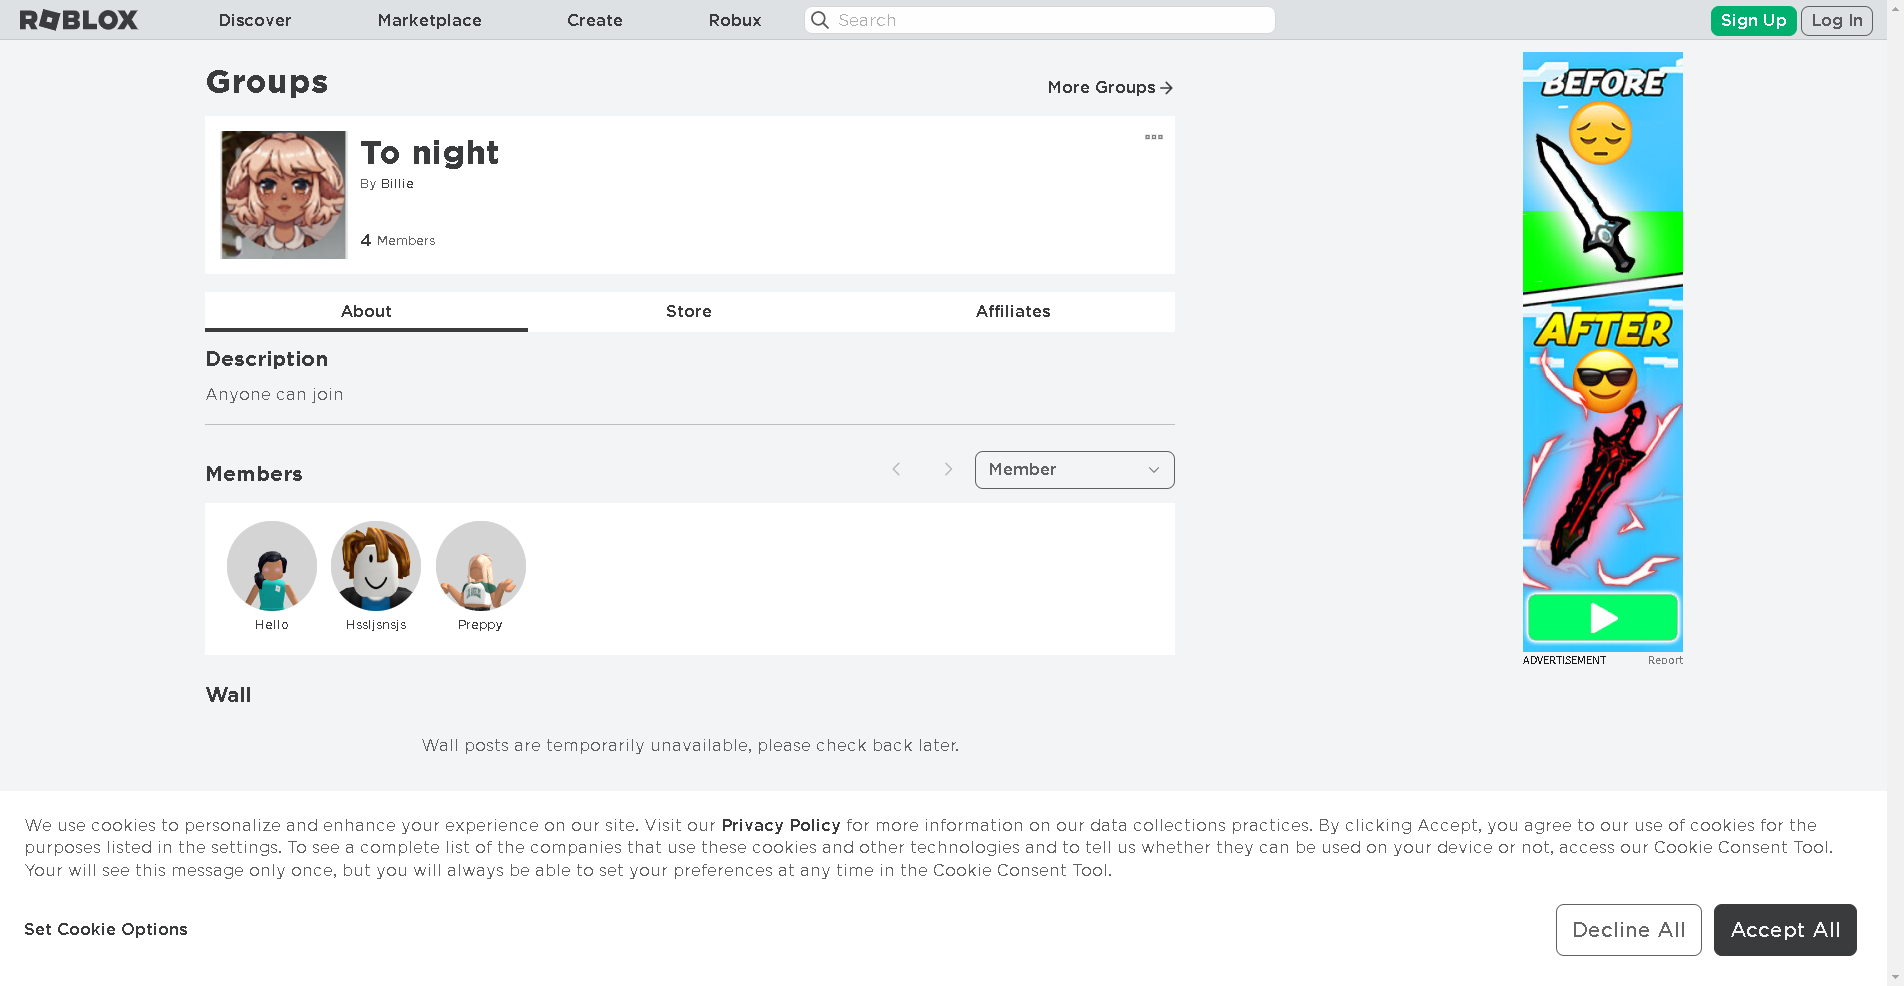 ROBLOX Discover Marketplace Create Robux Search Sign Up Log In
Groups
More Groups
To night
By Billie
4 Members
About Store Affiliates
Description
Anyone can join
Members
Member
Hello Hssljsnsjs Preppy
Wall
Wall posts are temporarily unavailable, please check back later.
BEFORE
AFTER
ADVERTISEMENT Report
We use cookies to personalize and enhance your experience on our site. Visit our Privacy Policy for more information on our data collections practices. By clicking Accept, you agree to our use of cookies for the
purposes listed in the settings. To see a complete list of the companies that use these cookies and other technologies and to tell us whether they can be used on your device or not, access our Cookie Consent Tool.
Your will see this message only once, but you will always be able to set your preferences at any time in the Cookie Consent Tool.
Set Cookie Options
Decline All
Accept All